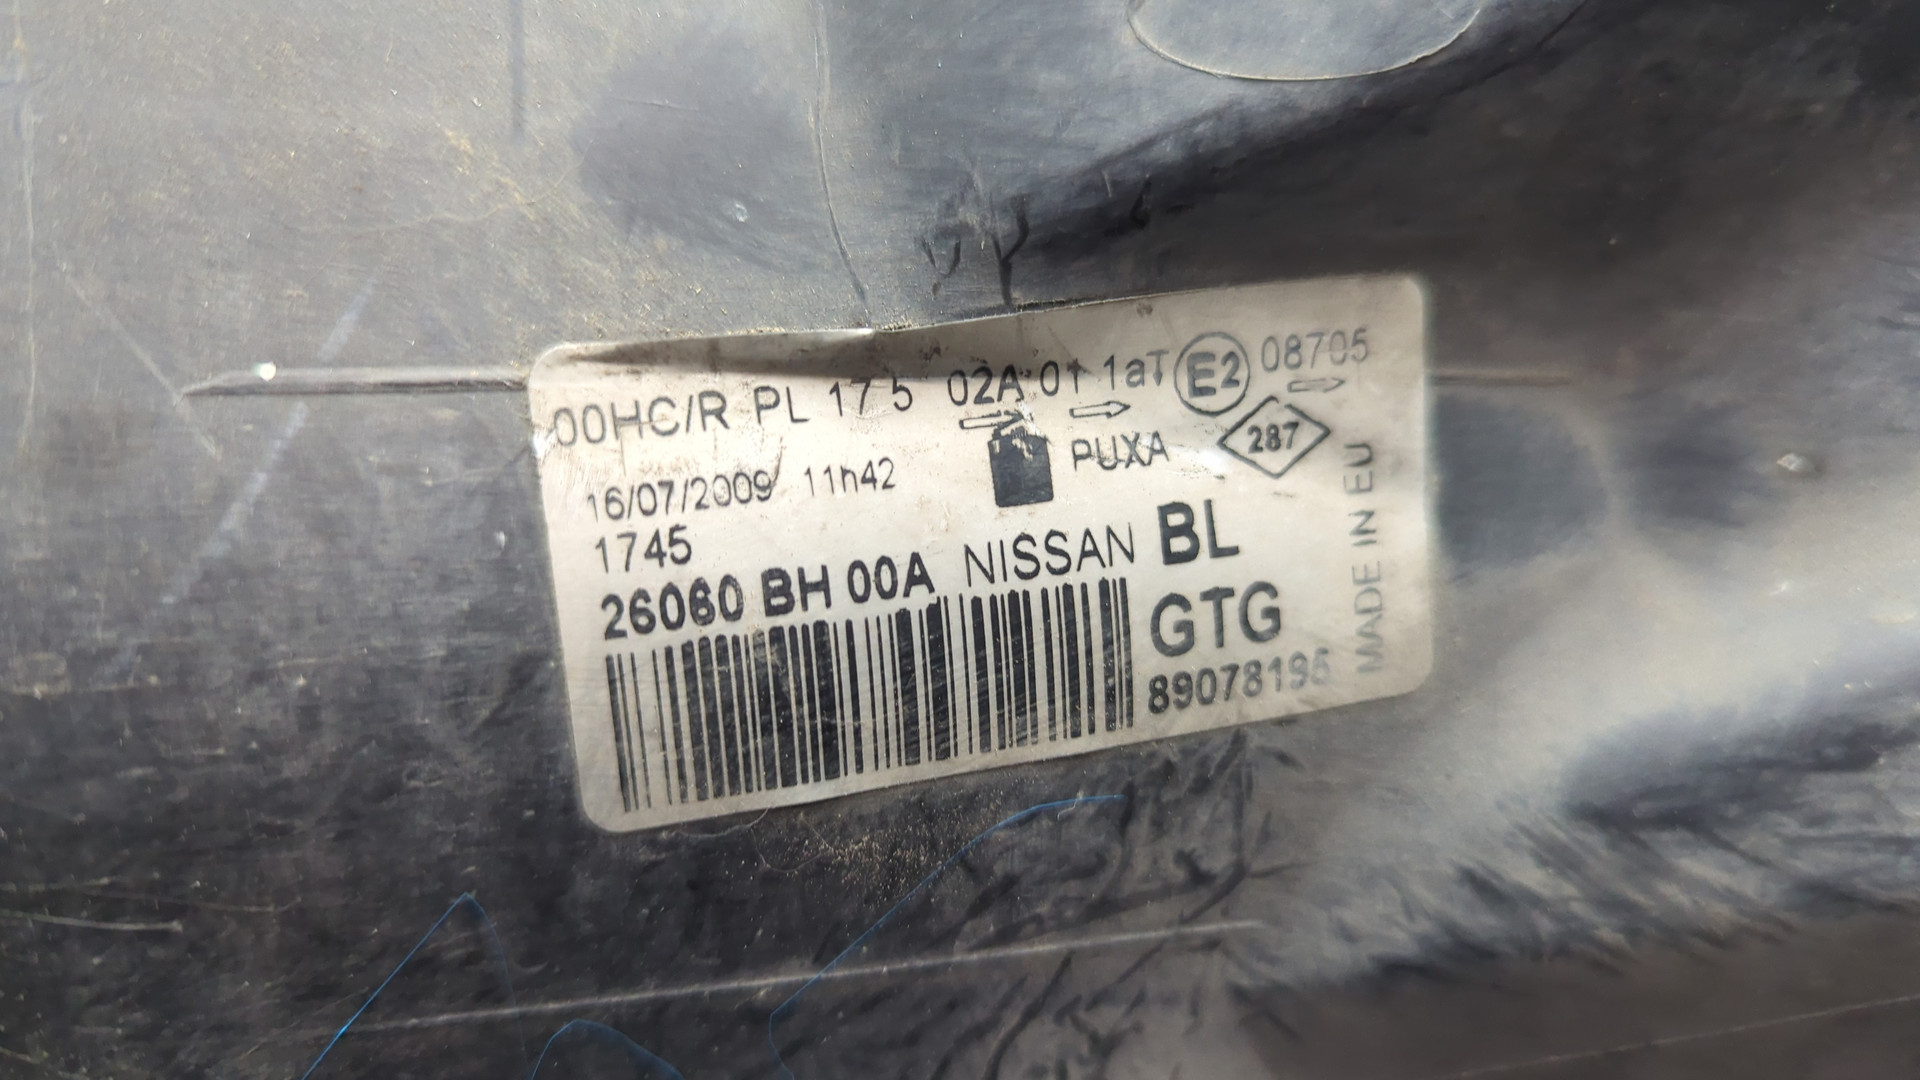 00HC/R PL 17 5 02A 01 1aT E2 08705
PUXA 287
16/07/2009 11h42
1745
26060 BH 00A NISSAN BL
GTG
89078195
MADE IN EU